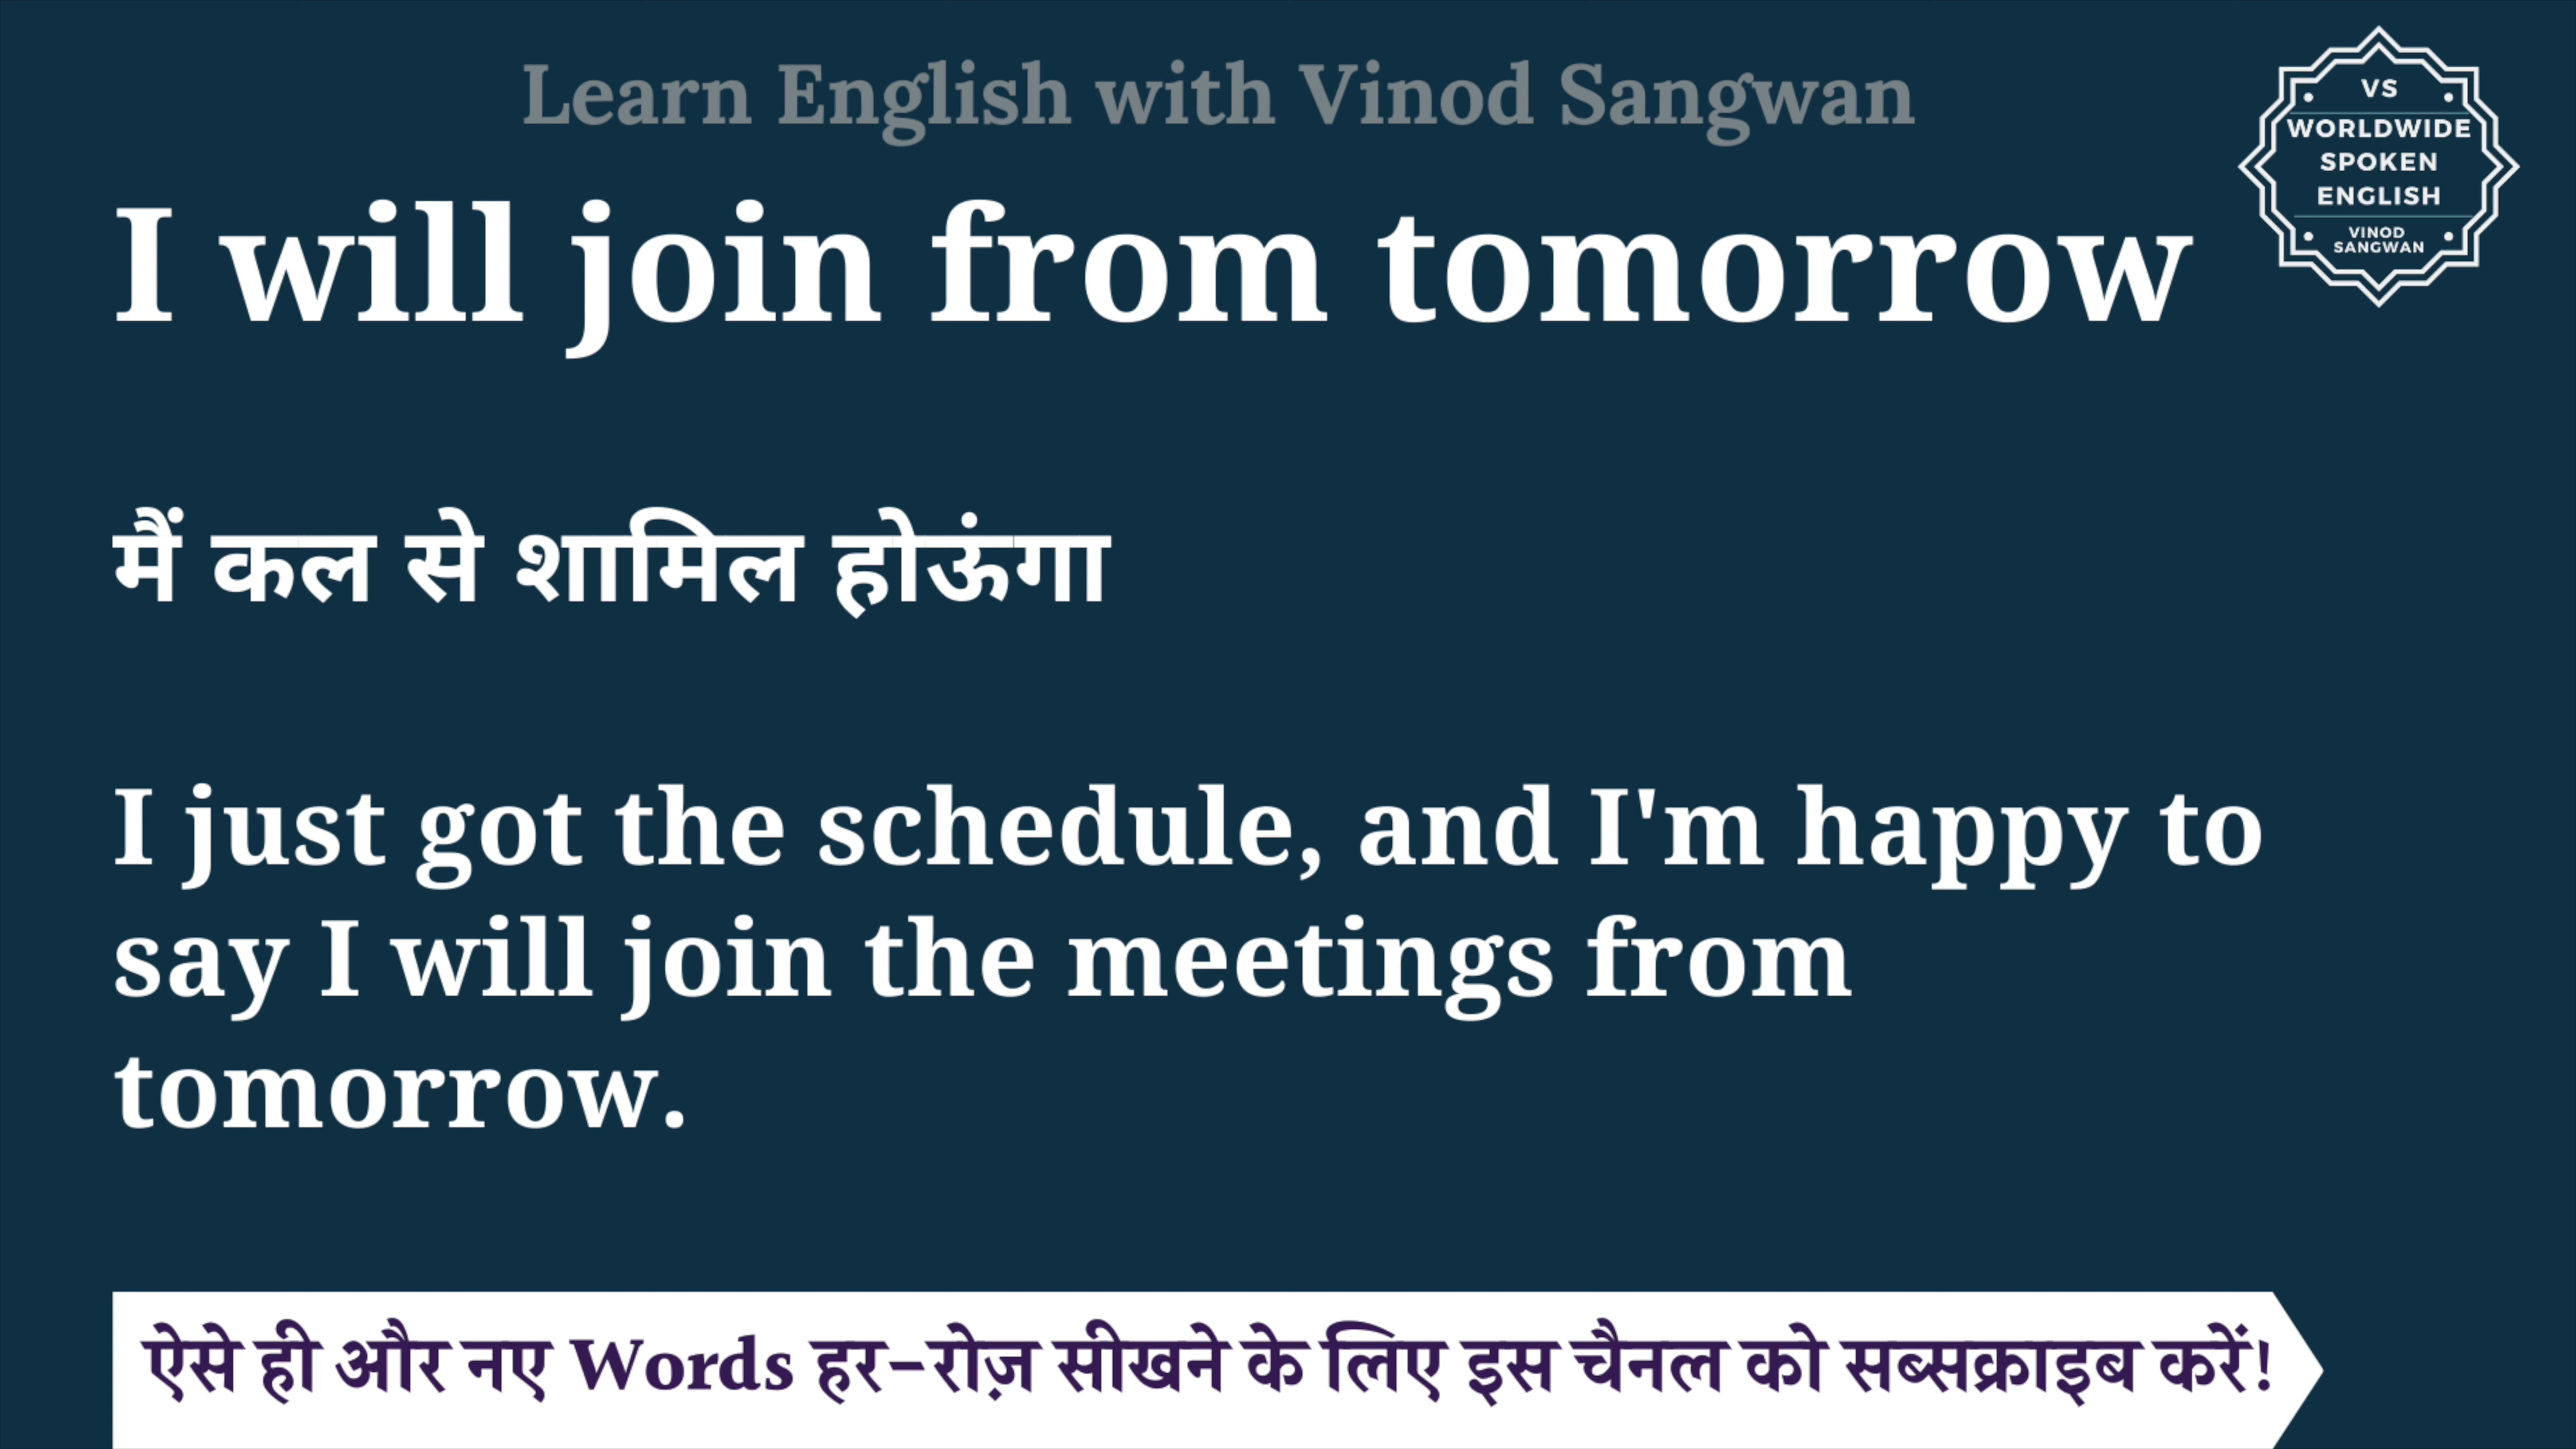 Learn English with Vinod Sangwan
VS
WORLDWIDE
SPOKEN
ENGLISH
VINOD
SANGWAN
I will join from tomorrow
मैं कल से शामिल होऊंगा
I just got the schedule, and I'm happy to
say I will join the meetings from
tomorrow.
ऐसे ही और नए Words हर-रोज़ सीखने के लिए इस चैनल को सब्सक्राइब करें!